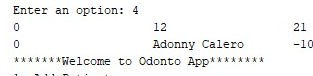 Enter an option: 4
0 12 21
0 Adonny Calero -10
*******Welcome to Odonto App********